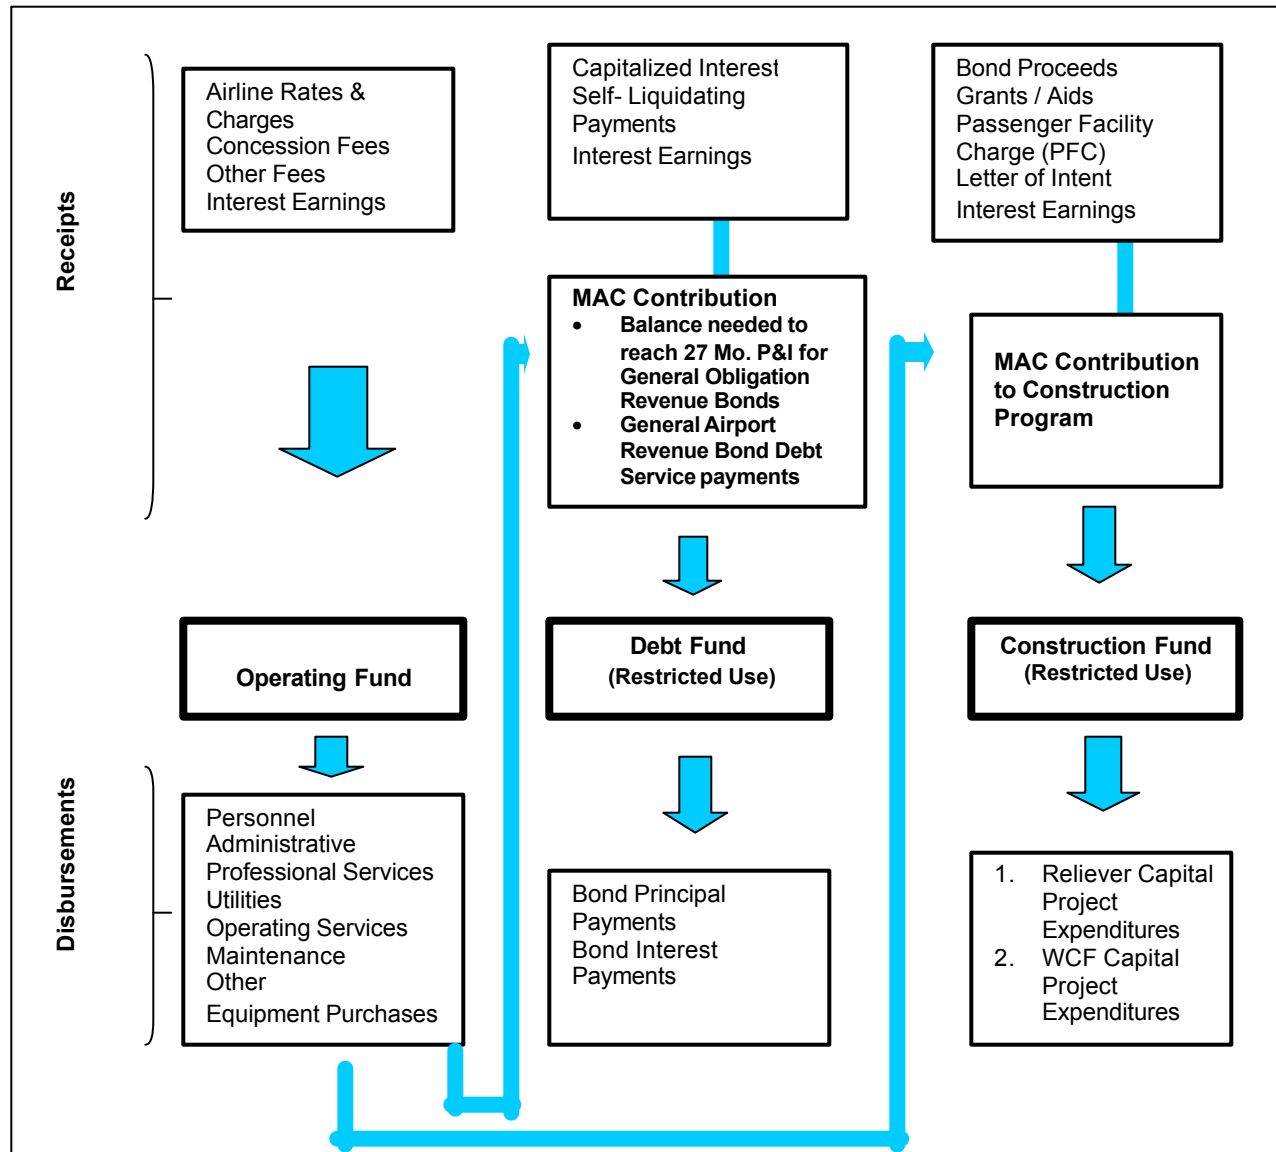 Receipts
Airline Rates &
Charges
Concession Fees
Other Fees
Interest Earnings
Capitalized Interest
Self- Liquidating
Payments
Interest Earnings
Bond Proceeds
Grants / Aids
Passenger Facility
Charge (PFC)
Letter of Intent
Interest Earnings
MAC Contribution
• Balance needed to
reach 27 Mo. P&I for
General Obligation
Revenue Bonds
• General Airport
Revenue Bond Debt
Service payments
MAC Contribution
to Construction
Program
Operating Fund
Debt Fund
(Restricted Use)
Construction Fund
(Restricted Use)
Disbursements
Personnel
Administrative
Professional Services
Utilities
Operating Services
Maintenance
Other
Equipment Purchases
Bond Principal
Payments
Bond Interest
Payments
1. Reliever Capital
Project
Expenditures
2. WCF Capital
Project
Expenditures